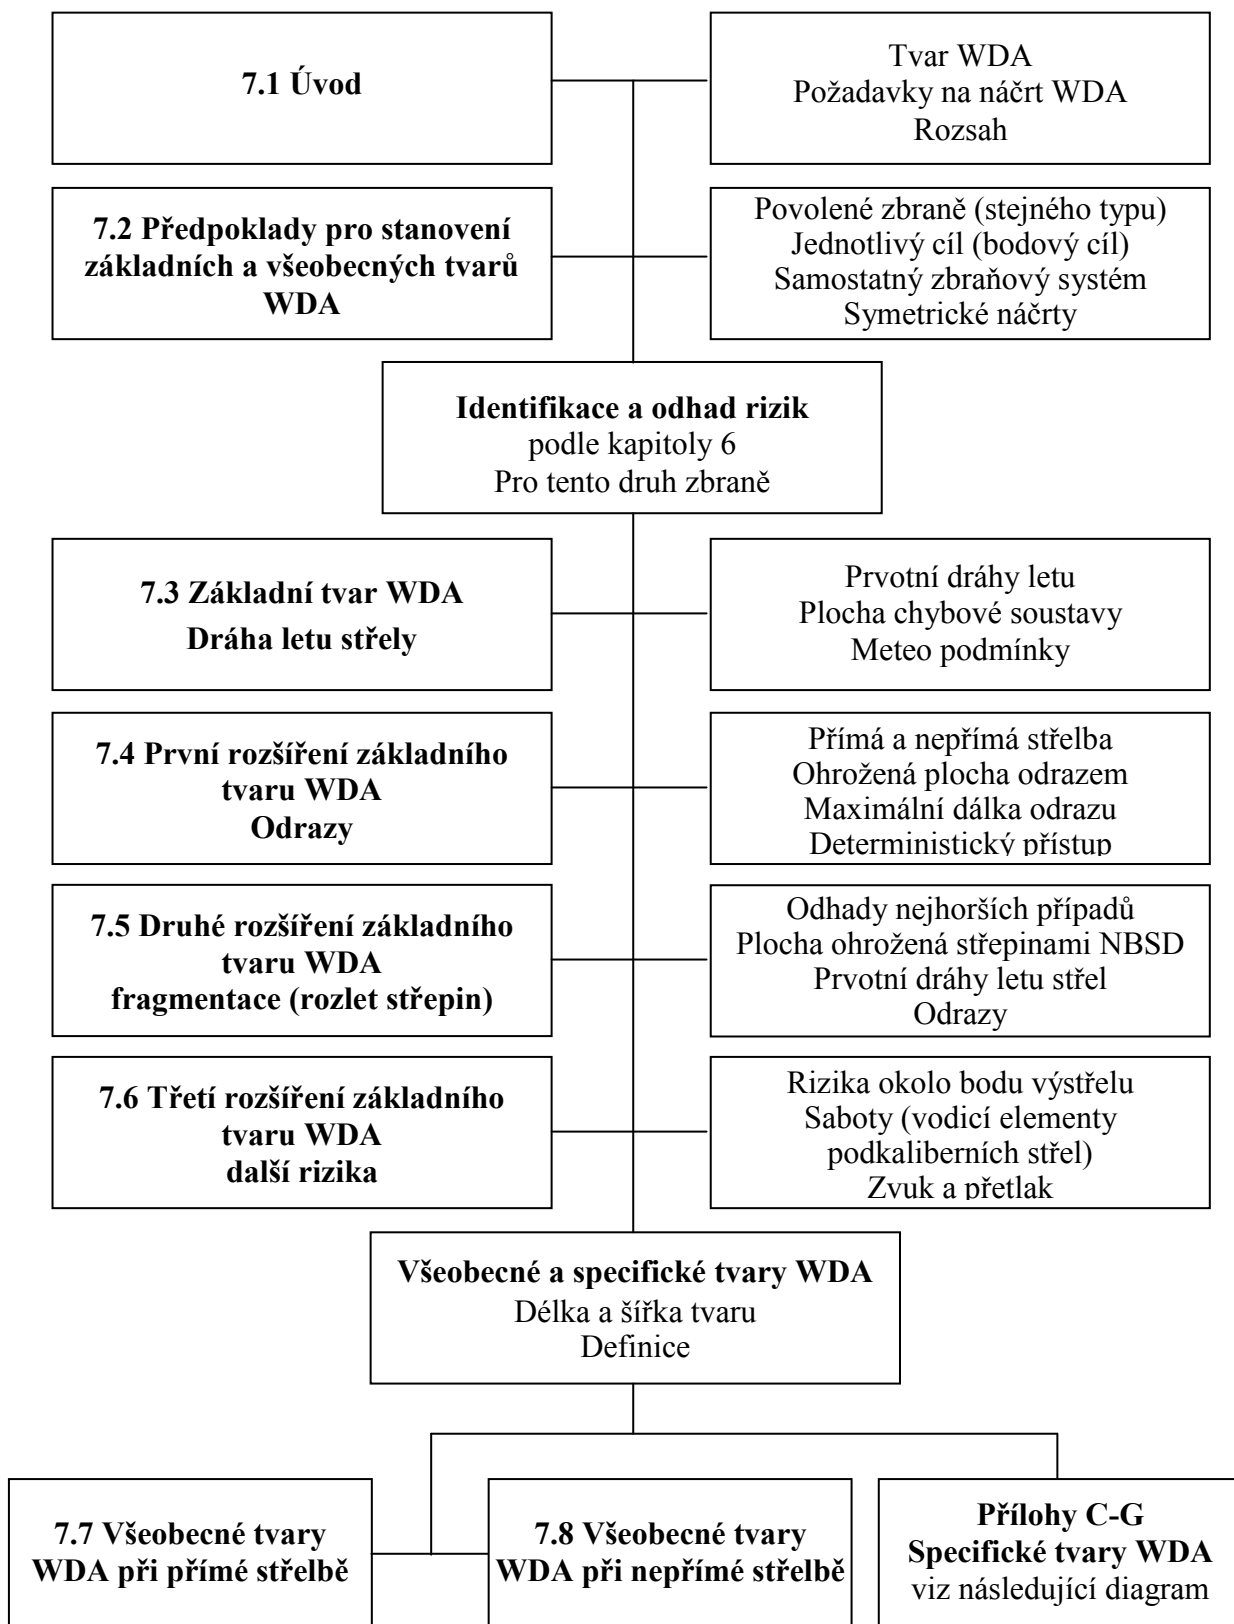 7.1 Úvod
Tvar WDA
Požadavky na náčrt WDA
Rozsah
7.2 Předpoklady pro stanovení
základních a všeobecných tvarů
WDA
Povolené zbraně (stejného typu)
Jednotlivý cíl (bodový cíl)
Samostatný zbraňový systém
Symetrické náčrty
Identifikace a odhad rizik
podle kapitoly 6
Pro tento druh zbraně
7.3 Základní tvar WDA
Dráha letu střely
Prvotní dráhy letu
Plocha chybové soustavy
Meteo podmínky
7.4 První rozšíření základního
tvaru WDA
Odrazy
Přímá a nepřímá střelba
Ohrožená plocha odrazem
Maximální dálka odrazu
Deterministický přístup
7.5 Druhé rozšíření základního
tvaru WDA
fragmentace (rozlet střepin)
Odhady nejhorších případů
Plocha ohrožená střepinami NBSD
Prvotní dráhy letu střel
Odrazy
7.6 Třetí rozšíření základního
tvaru WDA
další rizika
Rizika okolo bodu výstřelu
Saboty (vodicí elementy
podkaliberních střel)
Zvuk a přetlak
Všeobecné a specifické tvary WDA
Délka a šířka tvaru
Definice
7.7 Všeobecné tvary
WDA při přímé střelbě
7.8 Všeobecné tvary
WDA při nepřímé střelbě
Přílohy C-G
Specifické tvary WDA
viz následující diagram